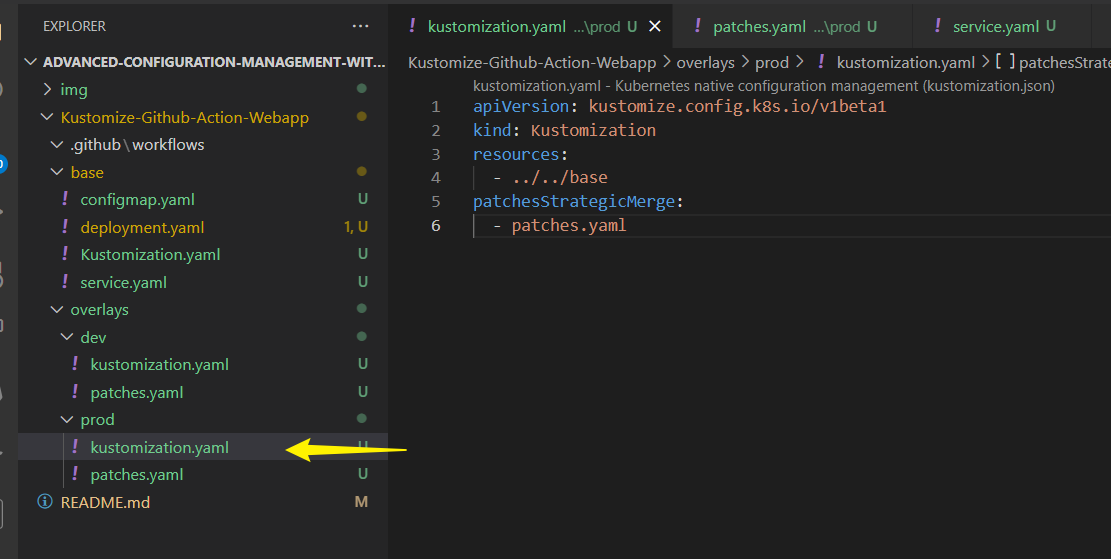 EXPLORER ...
ADVANCED-CONFIGURATION-MANAGEMENT-WIT...
img
Kustomize-Github-Action-Webapp
.github\workflows
base
configmap.yaml U
deployment.yaml 1, U
Kustomization.yaml U
service.yaml U
overlays
dev
kustomization.yaml U
patches.yaml U
prod
kustomization.yaml U
patches.yaml U
README.md M
kustomization.yaml ...\prod U
patches.yaml ...\prod U
service.yaml U
Kustomize-Github-Action-Webapp > overlays > prod > ! kustomization.yaml > [ ] patchesStrat
kustomization.yaml - Kubernetes native configuration management (kustomization.json)
1 apiVersion: kustomize.config.k8s.io/v1beta1
2 kind: Kustomization
3 resources:
4 - ../../base
5 patchesStrategicMerge:
6 - patches.yaml